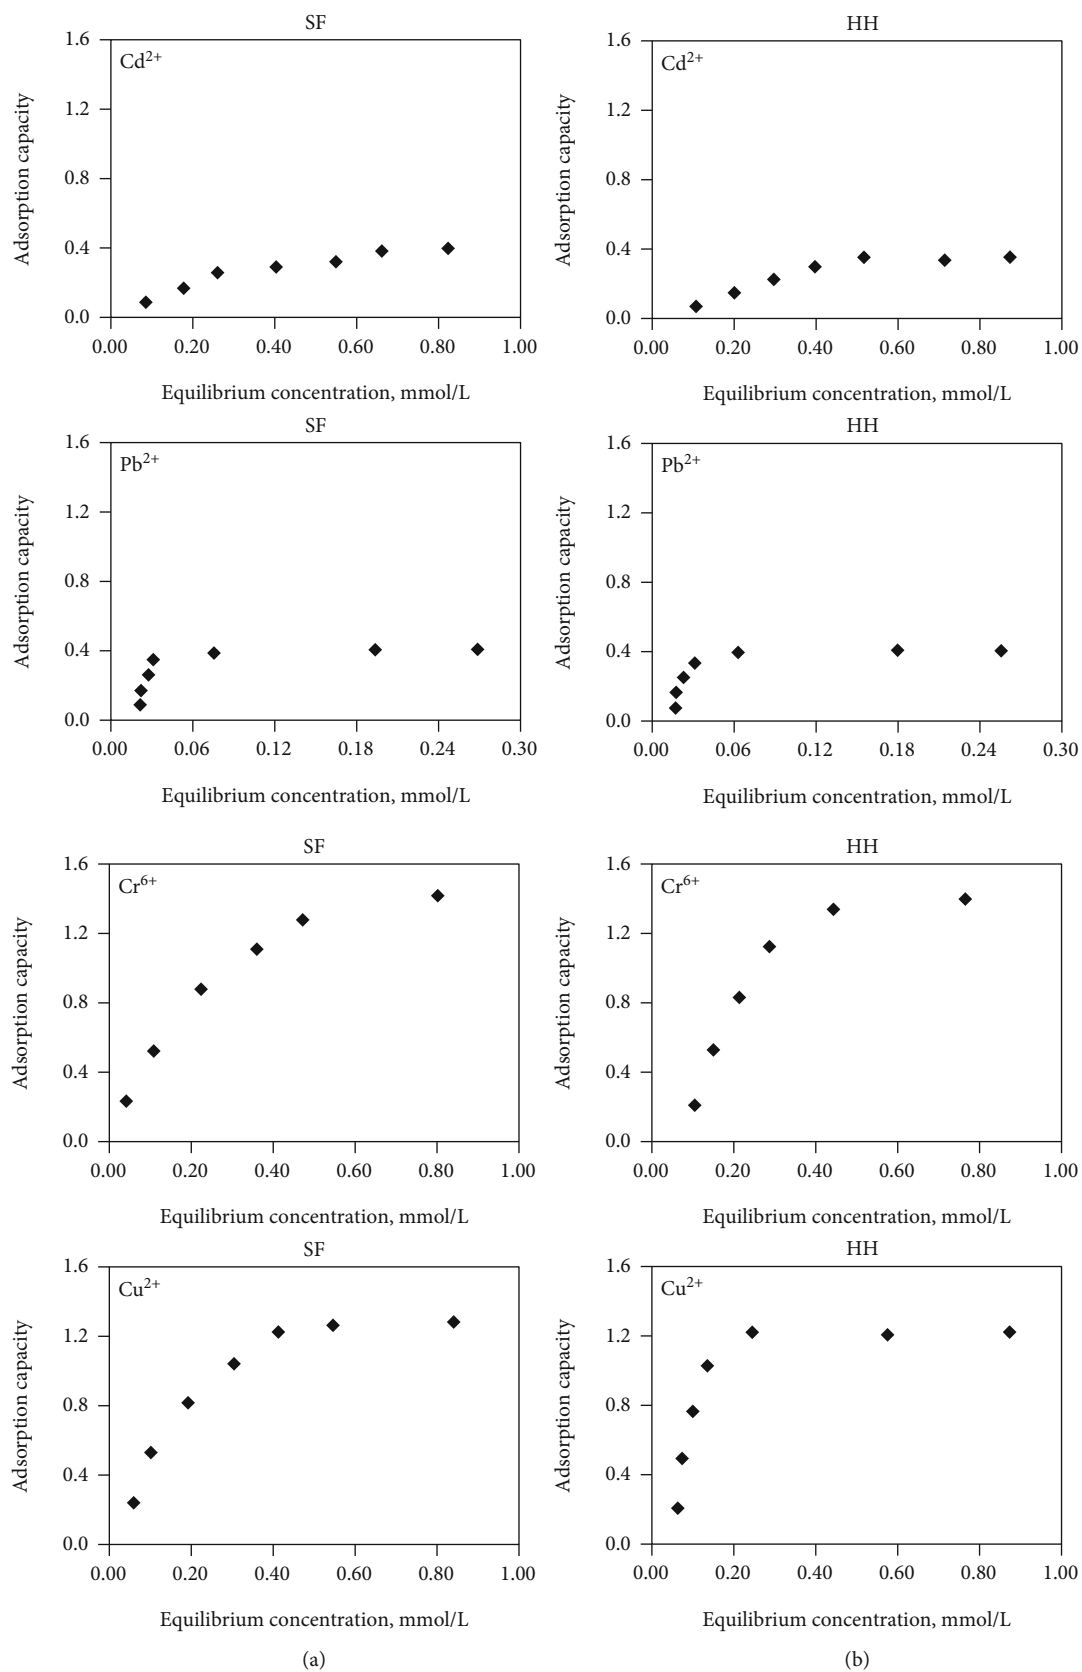 SF
Cd²⁺
Adsorption capacity
1.6
1.2
0.8
0.4
0.0
0.00 0.20 0.40 0.60 0.80 1.00
Equilibrium concentration, mmol/L
HH
Cd²⁺
Adsorption capacity
1.6
1.2
0.8
0.4
0.0
0.00 0.20 0.40 0.60 0.80 1.00
Equilibrium concentration, mmol/L
SF
Pb²⁺
Adsorption capacity
1.6
1.2
0.8
0.4
0.0
0.00 0.06 0.12 0.18 0.24 0.30
Equilibrium concentration, mmol/L
HH
Pb²⁺
Adsorption capacity
1.6
1.2
0.8
0.4
0.0
0.00 0.06 0.12 0.18 0.26 0.30
Equilibrium concentration, mmol/L
SF
Cr⁶⁺
Adsorption capacity
1.6
1.2
0.8
0.4
0.0
0.00 0.20 0.40 0.60 0.80 1.00
Equilibrium concentration, mmol/L
HH
Cr⁶⁺
Adsorption capacity
1.6
1.2
0.8
0.4
0.0
0.00 0.20 0.40 0.60 0.80 1.00
Equilibrium concentration, mmol/L
SF
Cu²⁺
Adsorption capacity
1.6
1.2
0.8
0.4
0.0
0.00 0.20 0.40 0.60 0.80 1.00
Equilibrium concentration, mmol/L
(a)
HH
Cu²⁺
Adsorption capacity
1.6
1.2
0.8
0.4
0.0
0.00 0.20 0.40 0.60 0.80 1.00
Equilibrium concentration, mmol/L
(b)